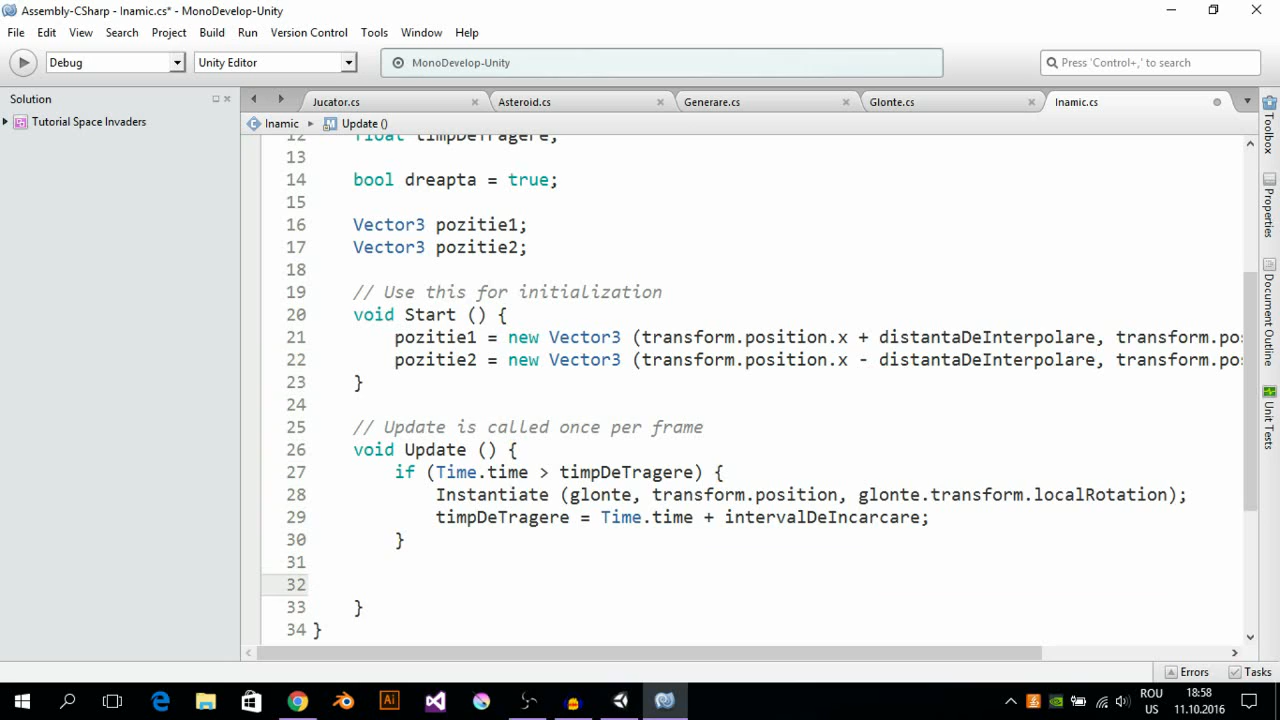 Assembly-CSharp - Inamic.cs* - MonoDevelop-Unity
File Edit View Search Project Build Run Version Control Tools Window Help
Debug Unity Editor MonoDevelop-Unity Press 'Control+,' to search
Solution Jucator.cs Asteroid.cs Generare.cs Glonte.cs Inamic.cs
Tutorial Space Invaders Inamic Update ()
12 float timpDeTragere;
13
14 bool dreapta = true;
15
16 Vector3 pozitie1;
17 Vector3 pozitie2;
18
19 // Use this for initialization
20 void Start () {
21 pozitie1 = new Vector3 (transform.position.x + distantaDeInterpolare, transform.po
22 pozitie2 = new Vector3 (transform.position.x - distantaDeInterpolare, transform.po
23 }
24
25 // Update is called once per frame
26 void Update () {
27 if (Time.time > timpDeTragere) {
28 Instantiate (glonte, transform.position, glonte.transform.localRotation);
29 timpDeTragere = Time.time + intervalDeIncarcare;
30 }
31
32
33 }
34 }
Toolbox
Properties
Document Outline
Unit Tests
Errors Tasks
ROU
US
18:58
11.10.2016